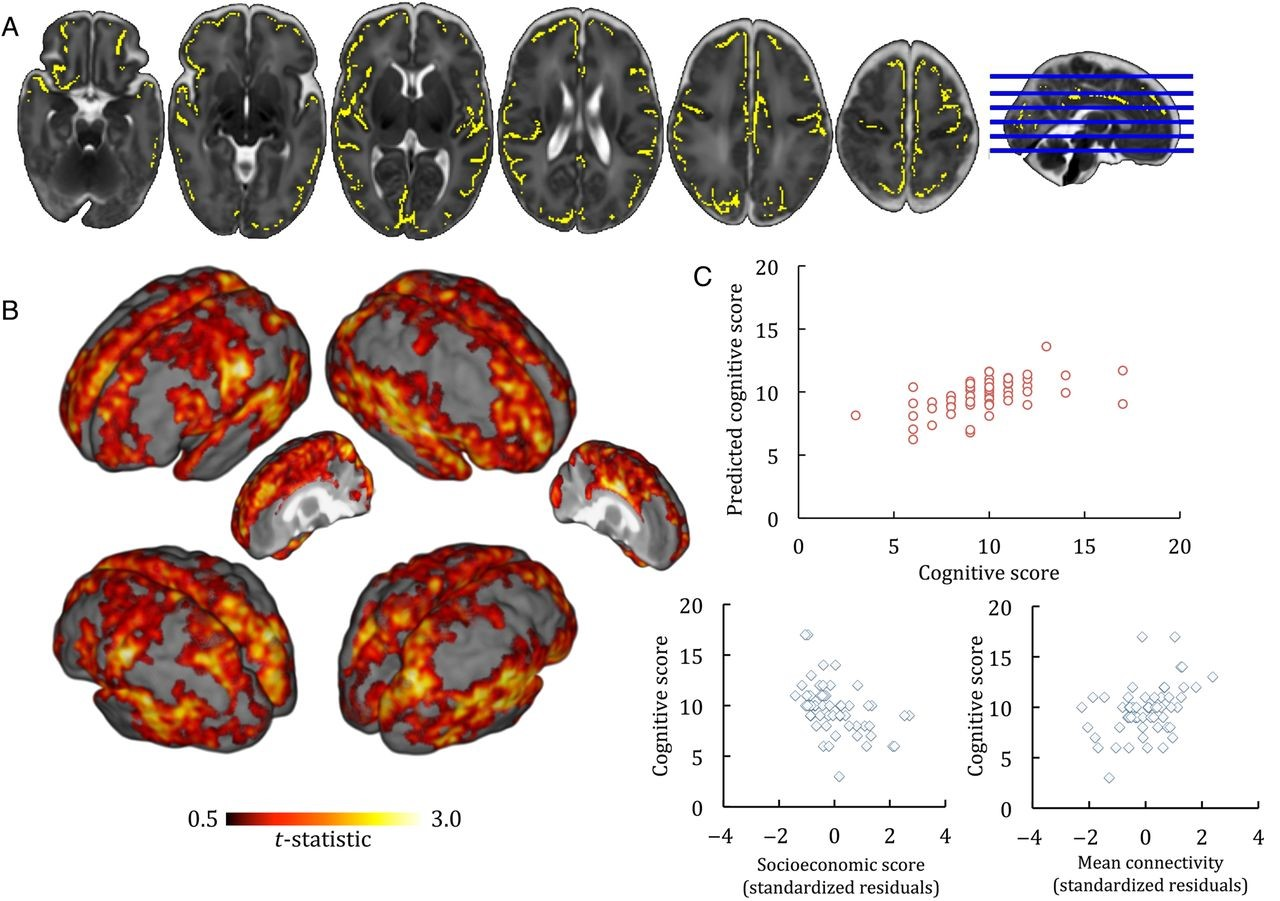 A
B
0.5
3.0
t-statistic
C
20
15
10
5
0
Predicted cognitive score
0
5
10
15
20
Cognitive score
20
15
10
5
0
Cognitive score
−4
−2
0
2
4
Socioeconomic score
(standardized residuals)
20
15
10
5
0
Cognitive score
−4
−2
0
2
4
Mean connectivity
(standardized residuals)